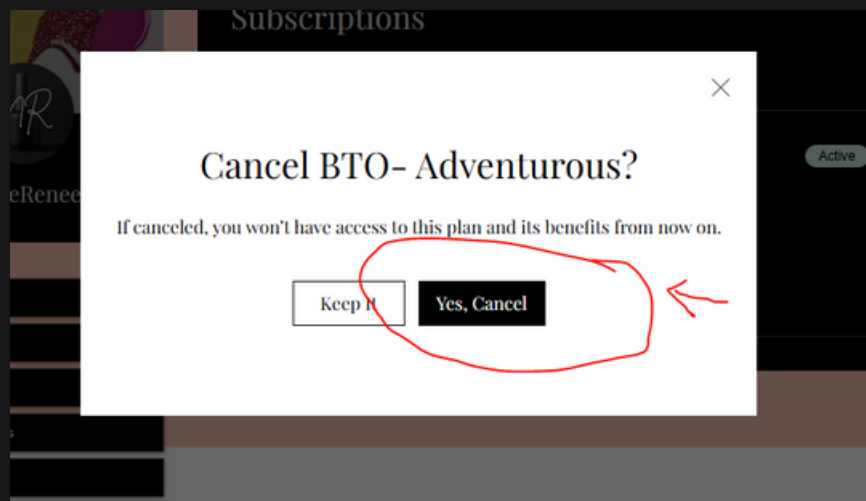 Subscriptions
Active
eRenee
Cancel BTO- Adventurous?
If canceled, you won't have access to this plan and its benefits from now on.
Keep It
Yes, Cancel
s